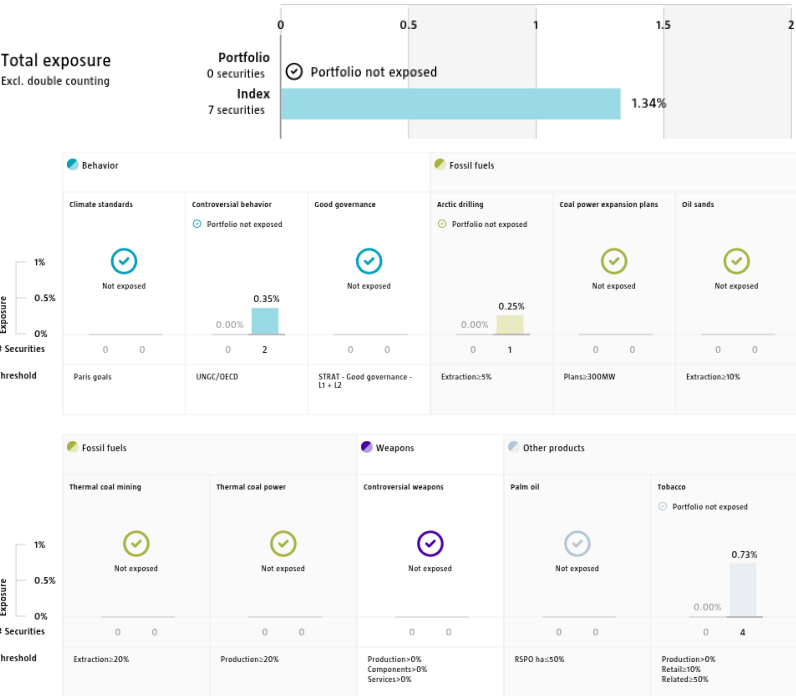 0 0.5 1 1.5 2
Total exposure
Excl. double counting
Portfolio
0 securities
Portfolio not exposed
Index
7 securities
1.34%
Behavior
Fossil fuels
Climate standards
Controversial behavior
Good governance
Arctic drilling
Coal power expansion plans
Oil sands
Portfolio not exposed
Portfolio not exposed
Not exposed
Not exposed
Not exposed
Not exposed
1%
0.5%
0%
Exposure
0.00% 0.35%
0.00% 0.25%
# Securities
0 0 0 2 0 0 0 1 0 0 0 0
hreshold
Paris goals
UNGC/OECD
STRAT - Good governance -
L1 + L2
Extraction≥5%
Plans≥300MW
Extraction≥10%
Fossil fuels
Weapons
Other products
Thermal coal mining
Thermal coal power
Controversial weapons
Palm oil
Tobacco
Portfolio not exposed
Not exposed
Not exposed
Not exposed
Not exposed
1%
0.5%
0%
Exposure
0.00% 0.73%
# Securities
0 0 0 0 0 0 0 0 0 4
hreshold
Extraction≥20%
Production≥20%
Production>0%
Components>0%
Services>0%
RSPO ha≤50%
Production>0%
Retail≥10%
Related≥50%